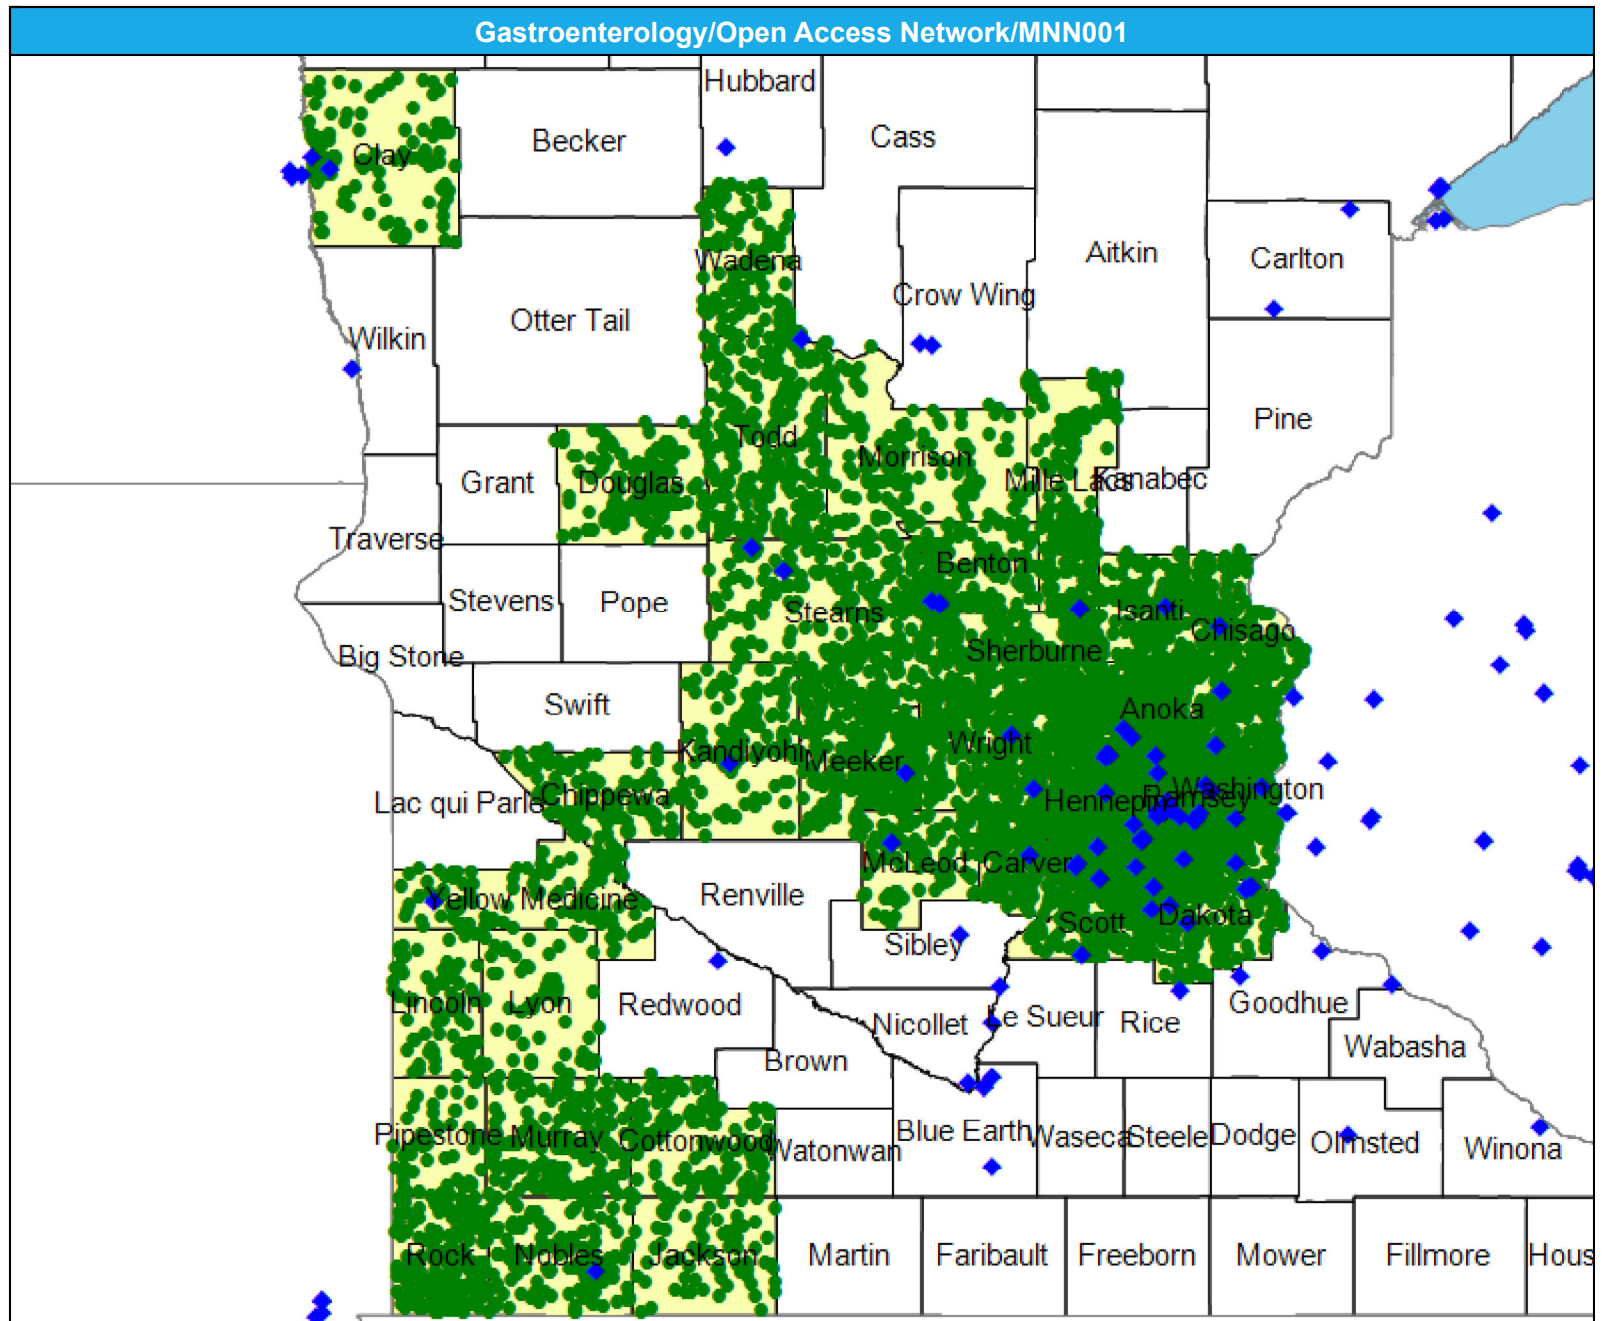 Gastroenterology/Open Access Network/MNN001
Hubbard
Cass
Becker
Clay
Aitkin
Carlton
Wadena
Crow Wing
Otter Tail
Wilkin
Pine
Todd
Morrison
Mille Lacs
Kanabec
Grant
Douglas
Traverse
Benton
Stevens
Pope
Stearns
Isanti
Chisago
Sherburne
Big Stone
Swift
Anoka
Kandiyohi
Meeker
Wright
Washington
Hennepin
Ramsey
Lac qui Parle
Chippewa
McLeod
Carver
Yellow Medicine
Renville
Scott
Dakota
Sibley
Lincoln
Lyon
Redwood
Nicollet
Le Sueur
Rice
Goodhue
Wabasha
Brown
Pipestone
Murray
Cottonwood
Watonwan
Blue Earth
Waseca
Steele
Dodge
Olmsted
Winona
Rock
Nobles
Jackson
Martin
Faribault
Freeborn
Mower
Fillmore
Hous